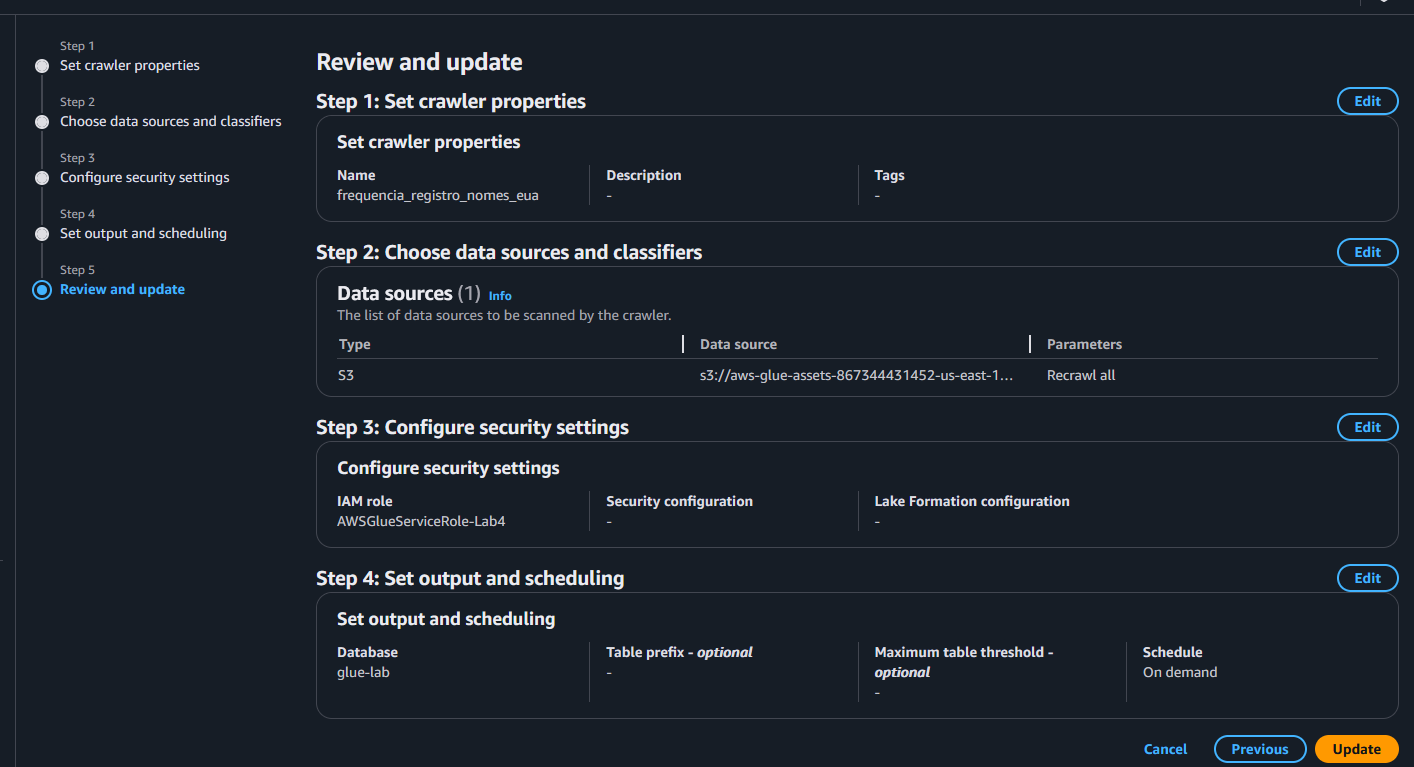 Step 1
Set crawler properties
Step 2
Choose data sources and classifiers
Step 3
Configure security settings
Step 4
Set output and scheduling
Step 5
Review and update
Review and update
Step 1: Set crawler properties
Edit
Set crawler properties
Name Description Tags
frequencia_registro_nomes_eua - -
Step 2: Choose data sources and classifiers
Edit
Data sources (1) Info
The list of data sources to be scanned by the crawler.
Type Data source Parameters
S3 s3://aws-glue-assets-867344431452-us-east-1... Recrawl all
Step 3: Configure security settings
Edit
Configure security settings
IAM role Security configuration Lake Formation configuration
AWSGlueServiceRole-Lab4 - -
Step 4: Set output and scheduling
Edit
Set output and scheduling
Database
glue-lab
Table prefix - optional
-
Maximum table threshold -
optional
-
Schedule
On demand
Cancel Previous Update